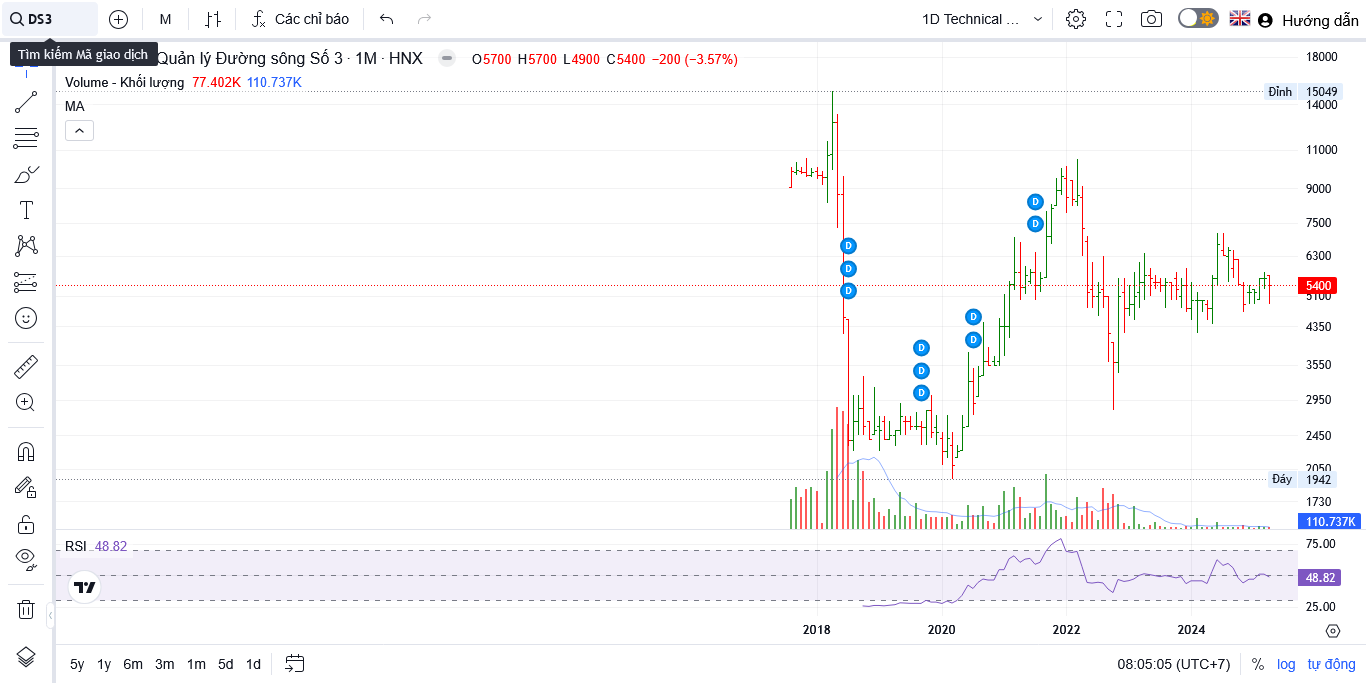 DS3 M Các chỉ báo 1D Technical ... Hướng dẫn
Tìm kiếm Mã giao dịch
Quản lý Đường sông Số 3 · 1M · HNX O5700 H5700 L4900 C5400 −200 (−3.57%)
Volume - Khối lượng 77.402K 110.737K
MA
18000
Đỉnh 15049
14000
11000
9000
7500
6300
5400
5100
4350
3550
2950
2450
2050
Đáy 1942
1730
110.737K
D
D
D
D
D
D
D
D
D
D
RSI 48.82
75.00
48.82
25.00
2018 2020 2022 2024
5y 1y 6m 3m 1m 5d 1d 08:05:05 (UTC+7) % log tự động